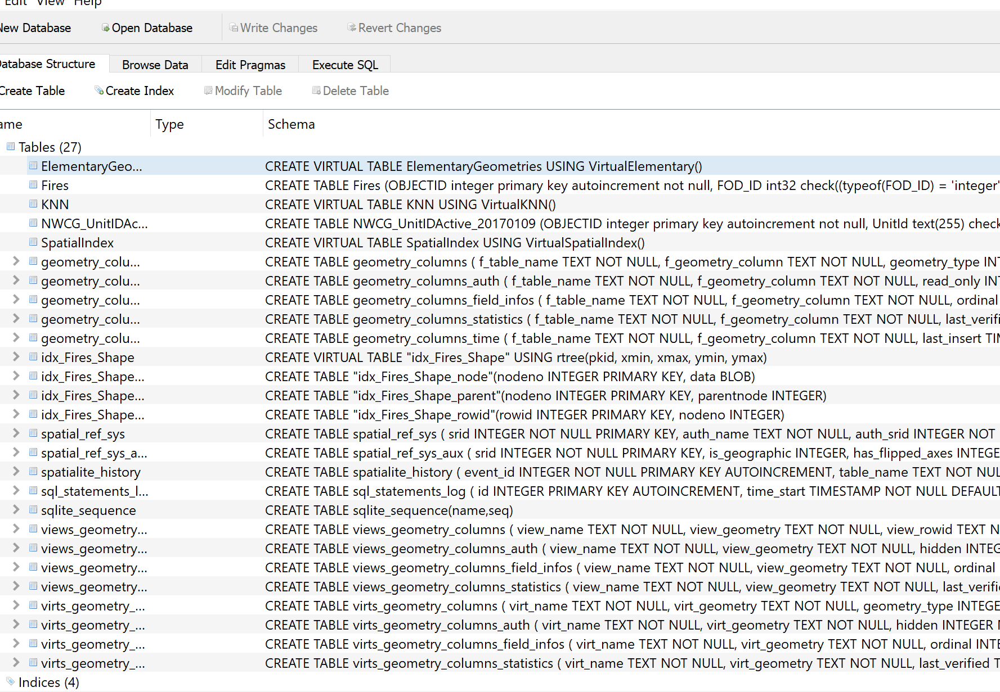 Edit View Help
New Database Open Database Write Changes Revert Changes
Database Structure Browse Data Edit Pragmas Execute SQL
Create Table Create Index Modify Table Delete Table
ame Type Schema
Tables (27)
ElementaryGeo... CREATE VIRTUAL TABLE ElementaryGeometries USING VirtualElementary()
Fires CREATE TABLE Fires (OBJECTID integer primary key autoincrement not null, FOD_ID int32 check((typeof(FOD_ID) = 'integer'
KNN CREATE VIRTUAL TABLE KNN USING VirtualKNN()
NWCG_UnitIDAc... CREATE TABLE NWCG_UnitIDActive_20170109 (OBJECTID integer primary key autoincrement not null, UnitId text(255) check
SpatialIndex CREATE VIRTUAL TABLE SpatialIndex USING VirtualSpatialIndex()
geometry_colu... CREATE TABLE geometry_columns ( f_table_name TEXT NOT NULL, f_geometry_column TEXT NOT NULL, geometry_type INT
geometry_colu... CREATE TABLE geometry_columns_auth ( f_table_name TEXT NOT NULL, f_geometry_column TEXT NOT NULL, read_only INT
geometry_colu... CREATE TABLE geometry_columns_field_infos ( f_table_name TEXT NOT NULL, f_geometry_column TEXT NOT NULL, ordinal
geometry_colu... CREATE TABLE geometry_columns_statistics ( f_table_name TEXT NOT NULL, f_geometry_column TEXT NOT NULL, last_verifi
geometry_colu... CREATE TABLE geometry_columns_time ( f_table_name TEXT NOT NULL, f_geometry_column TEXT NOT NULL, last_insert TIM
idx_Fires_Shape CREATE VIRTUAL TABLE "idx_Fires_Shape" USING rtree(pkid, xmin, xmax, ymin, ymax)
idx_Fires_Shape... CREATE TABLE "idx_Fires_Shape_node"(nodeno INTEGER PRIMARY KEY, data BLOB)
idx_Fires_Shape... CREATE TABLE "idx_Fires_Shape_parent"(nodeno INTEGER PRIMARY KEY, parentnode INTEGER)
idx_Fires_Shape... CREATE TABLE "idx_Fires_Shape_rowid"(rowid INTEGER PRIMARY KEY, nodeno INTEGER)
spatial_ref_sys CREATE TABLE spatial_ref_sys ( srid INTEGER NOT NULL PRIMARY KEY, auth_name TEXT NOT NULL, auth_srid INTEGER NOT
spatial_ref_sys_a... CREATE TABLE spatial_ref_sys_aux ( srid INTEGER NOT NULL PRIMARY KEY, is_geographic INTEGER, has_flipped_axes INTEGE
spatialite_history CREATE TABLE spatialite_history ( event_id INTEGER NOT NULL PRIMARY KEY AUTOINCREMENT, table_name TEXT NOT NUL
sql_statements_l... CREATE TABLE sql_statements_log ( id INTEGER PRIMARY KEY AUTOINCREMENT, time_start TIMESTAMP NOT NULL DEFAULT
sqlite_sequence CREATE TABLE sqlite_sequence(name,seq)
views_geometry... CREATE TABLE views_geometry_columns ( view_name TEXT NOT NULL, view_geometry TEXT NOT NULL, view_rowid TEXT N
views_geometry... CREATE TABLE views_geometry_columns_auth ( view_name TEXT NOT NULL, view_geometry TEXT NOT NULL, hidden INTEG
views_geometry... CREATE TABLE views_geometry_columns_field_infos ( view_name TEXT NOT NULL, view_geometry TEXT NOT NULL, ordinal
views_geometry... CREATE TABLE views_geometry_columns_statistics ( view_name TEXT NOT NULL, view_geometry TEXT NOT NULL, last_verifie
virts_geometry_... CREATE TABLE virts_geometry_columns ( virt_name TEXT NOT NULL, virt_geometry TEXT NOT NULL, geometry_type INTEGE
virts_geometry_... CREATE TABLE virts_geometry_columns_auth ( virt_name TEXT NOT NULL, virt_geometry TEXT NOT NULL, hidden INTEGER N
virts_geometry_... CREATE TABLE virts_geometry_columns_field_infos ( virt_name TEXT NOT NULL, virt_geometry TEXT NOT NULL, ordinal INTE
virts_geometry_... CREATE TABLE virts_geometry_columns_statistics ( virt_name TEXT NOT NULL, virt_geometry TEXT NOT NULL, last_verified T
Indices (4)